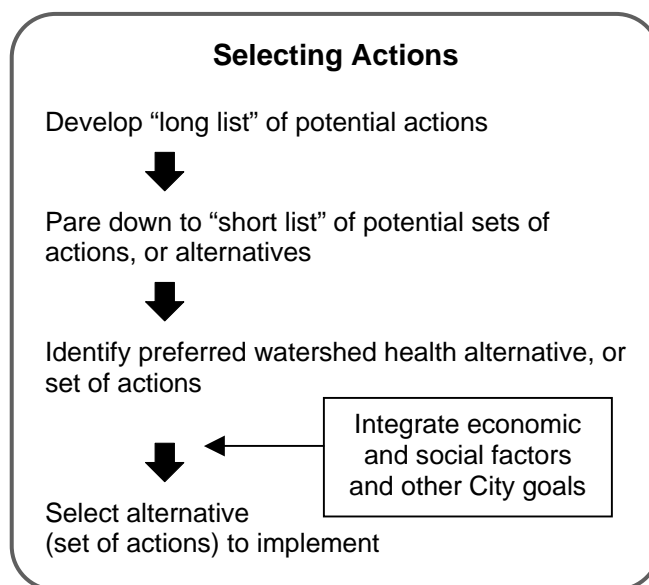 Selecting Actions
Develop “long list” of potential actions
Pare down to “short list” of potential sets of
actions, or alternatives
Identify preferred watershed health alternative, or
set of actions
Integrate economic
and social factors
and other City goals
Select alternative
(set of actions) to implement